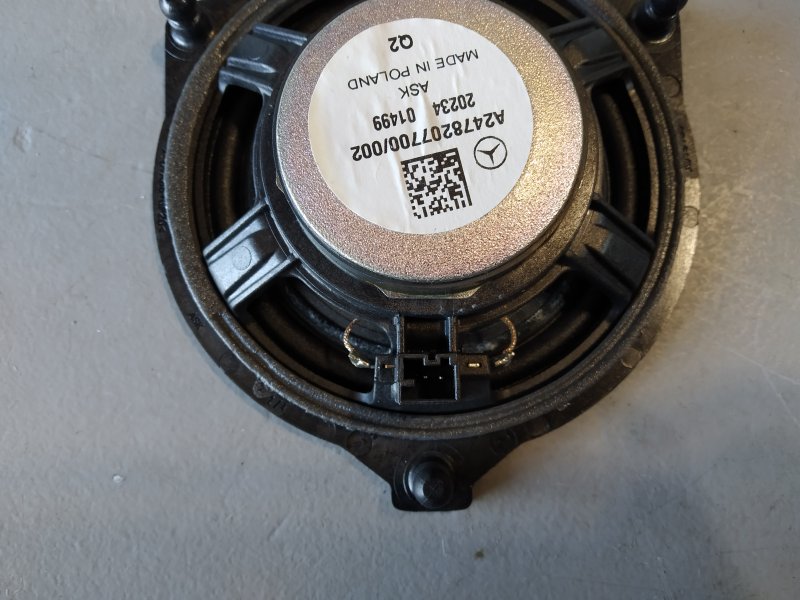 A2478207700/002
20234 01499
ASK
MADE IN POLAND
Q2